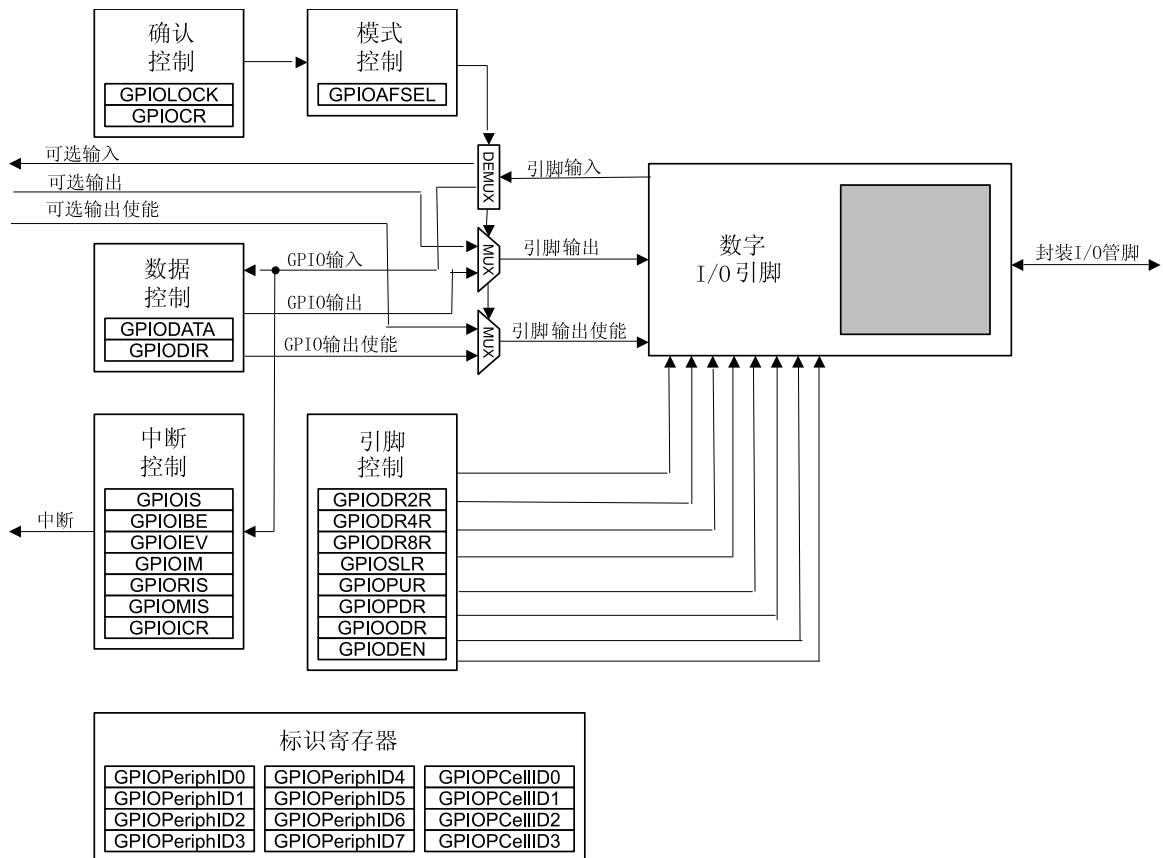 确认
控制
GPIOLOCK
GPIOCR
模式
控制
GPIOAFSEL
可选输入
可选输出
可选输出使能
DEMUX
引脚输入
数据
控制
GPIODATA
GPIODIR
GPIO输入
GPIO输出
GPIO输出使能
MUX
MUX
引脚输出
引脚输出使能
数字
I/O引脚
封装I/O管脚
中断
中断
控制
GPIOIS
GPIOIBE
GPIOIEV
GPIOIM
GPIORIS
GPIOMIS
GPIOICR
引脚
控制
GPIODR2R
GPIODR4R
GPIODR8R
GPIOSLR
GPIOPUR
GPIOPDR
GPIOODR
GPIODEN
标识寄存器
GPIOPeriphID0
GPIOPeriphID1
GPIOPeriphID2
GPIOPeriphID3
GPIOPeriphID4
GPIOPeriphID5
GPIOPeriphID6
GPIOPeriphID7
GPIOPCellID0
GPIOPCellID1
GPIOPCellID2
GPIOPCellID3